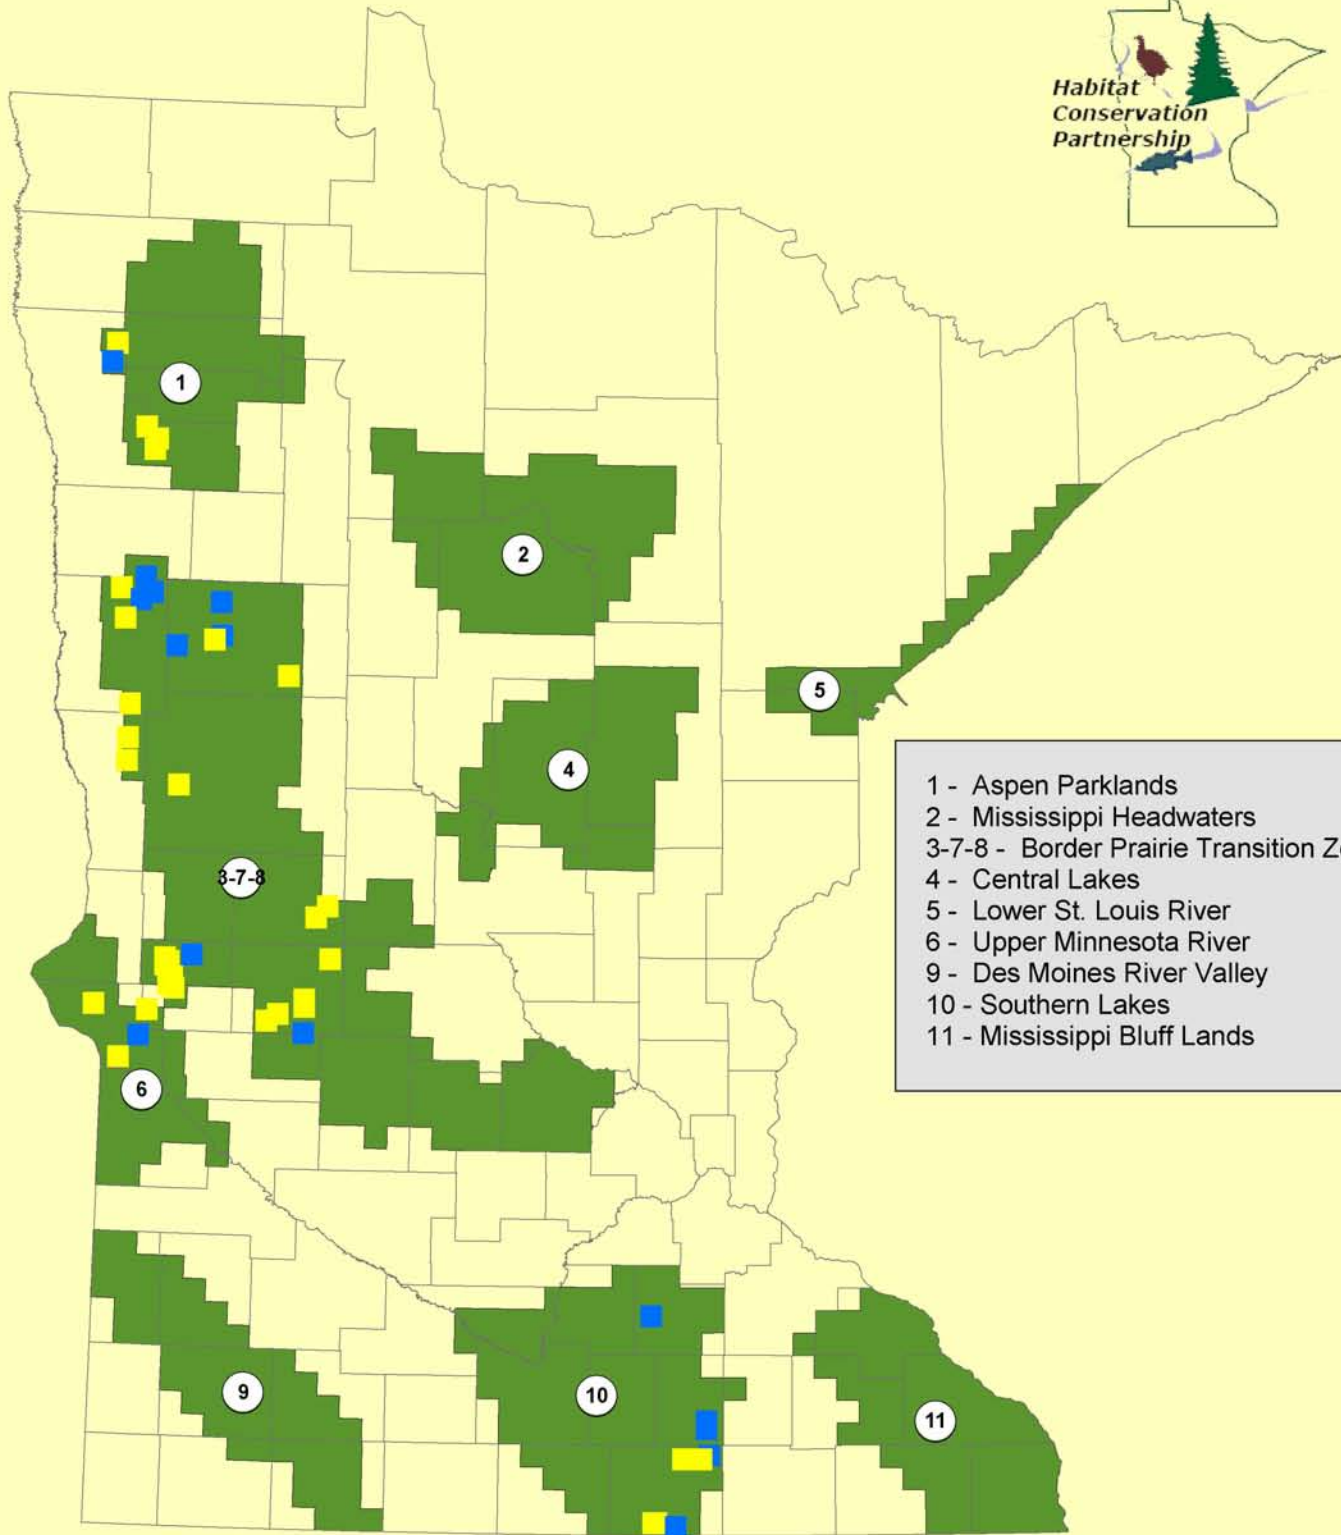 Habitat
Conservation
Partnership
1
2
5
4
3-7-8
6
9
10
11
1 - Aspen Parklands
2 - Mississippi Headwaters
3-7-8 - Border Prairie Transition
4 - Central Lakes
5 - Lower St. Louis River
6 - Upper Minnesota River
9 - Des Moines River Valley
10 - Southern Lakes
11 - Mississippi Bluff Lands